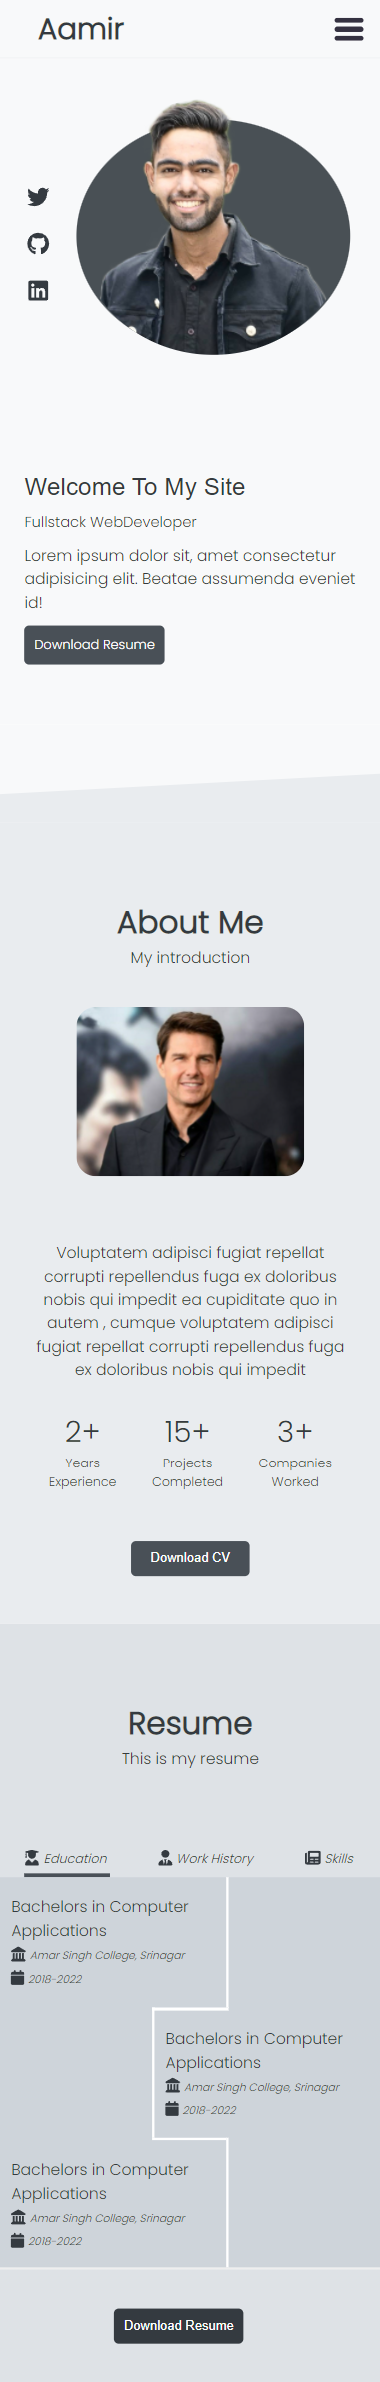 Aamir
Welcome To My Site
Fullstack WebDeveloper
Lorem ipsum dolor sit, amet consectetur
adipisicing elit. Beatae assumenda eveniet
id!
Download Resume
About Me
My introduction
Voluptatem adipisci fugiat repellat
corrupti repellendus fuga ex doloribus
nobis qui impedit ea cupiditate quo in
autem , cumque voluptatem adipisci
fugiat repellat corrupti repellendus fuga
ex doloribus nobis qui impedit
2+ 15+ 3+
Years Projects Companies
Experience Completed Worked
Download CV
Resume
This is my resume
Education Work History Skills
Bachelors in Computer
Applications
Amar Singh College, Srinagar
2018-2022
Bachelors in Computer
Applications
Amar Singh College, Srinagar
2018-2022
Bachelors in Computer
Applications
Amar Singh College, Srinagar
2018-2022
Download Resume